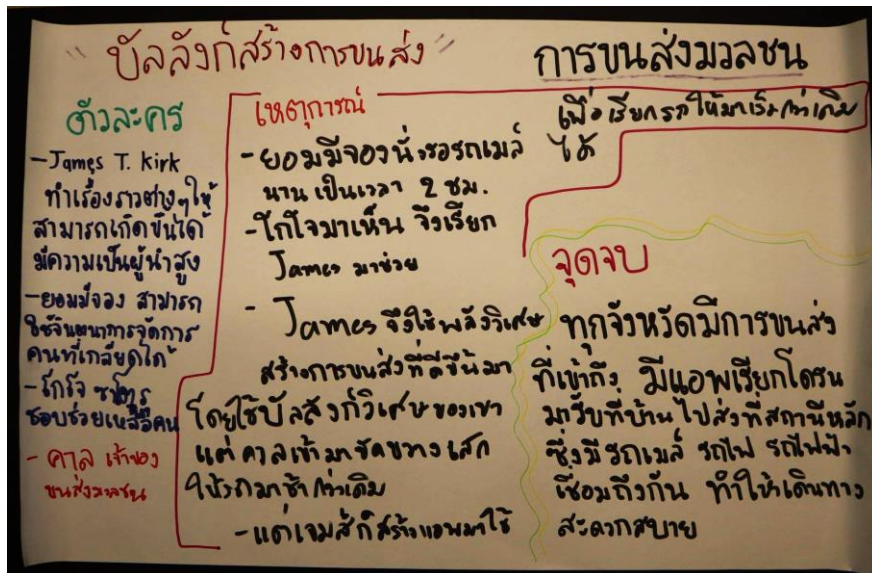 "บัลลังก์สร้างการขนส่ง"
การขนส่งมวลชน
ตัวละคร
-James T. Kirk
ทำเรื่องราวต่างๆให้
สามารถเกิดขึ้นได้
มีความเป็นผู้นำสูง
-ยอมมีจอง สามารถ
ใช้จินตนาการจัดการ
คนที่เกลียดได้
-โกโจ ซาโตรุ
ชอบช่วยเหลือคน
- คาล เจ้าของ
ขนส่งมวลชน
เหตุการณ์
-ยอมมีจองนั่งรอรถเมล์
นานเป็นเวลา 2 ชม.
-โกโจมาเห็น จึงเรียก
James มาช่วย
- James จึงใช้พลังวิเศษ
สร้างการขนส่งที่ดีขึ้นมา
โดยใช้บัลลังก์วิเศษของเขา
แต่คาลเข้ามาขัดขวางเสก
ให้รถมาช้ากว่าเดิม
-แต่เจมส์ก็สร้างแอพมาใช้
เพื่อเรียกรถให้มาเร็วกว่าเดิม
ได้
จุดจบ
ทุกจังหวัดมีการขนส่ง
ที่เข้าถึง มีแอพเรียกโดรน
มารับที่บ้านไปส่งที่สถานีหลัก
ซึ่งมีรถเมล์ รถไฟ รถไฟฟ้า
เชื่อมถึงกัน ทำให้เดินทาง
สะดวกสบาย